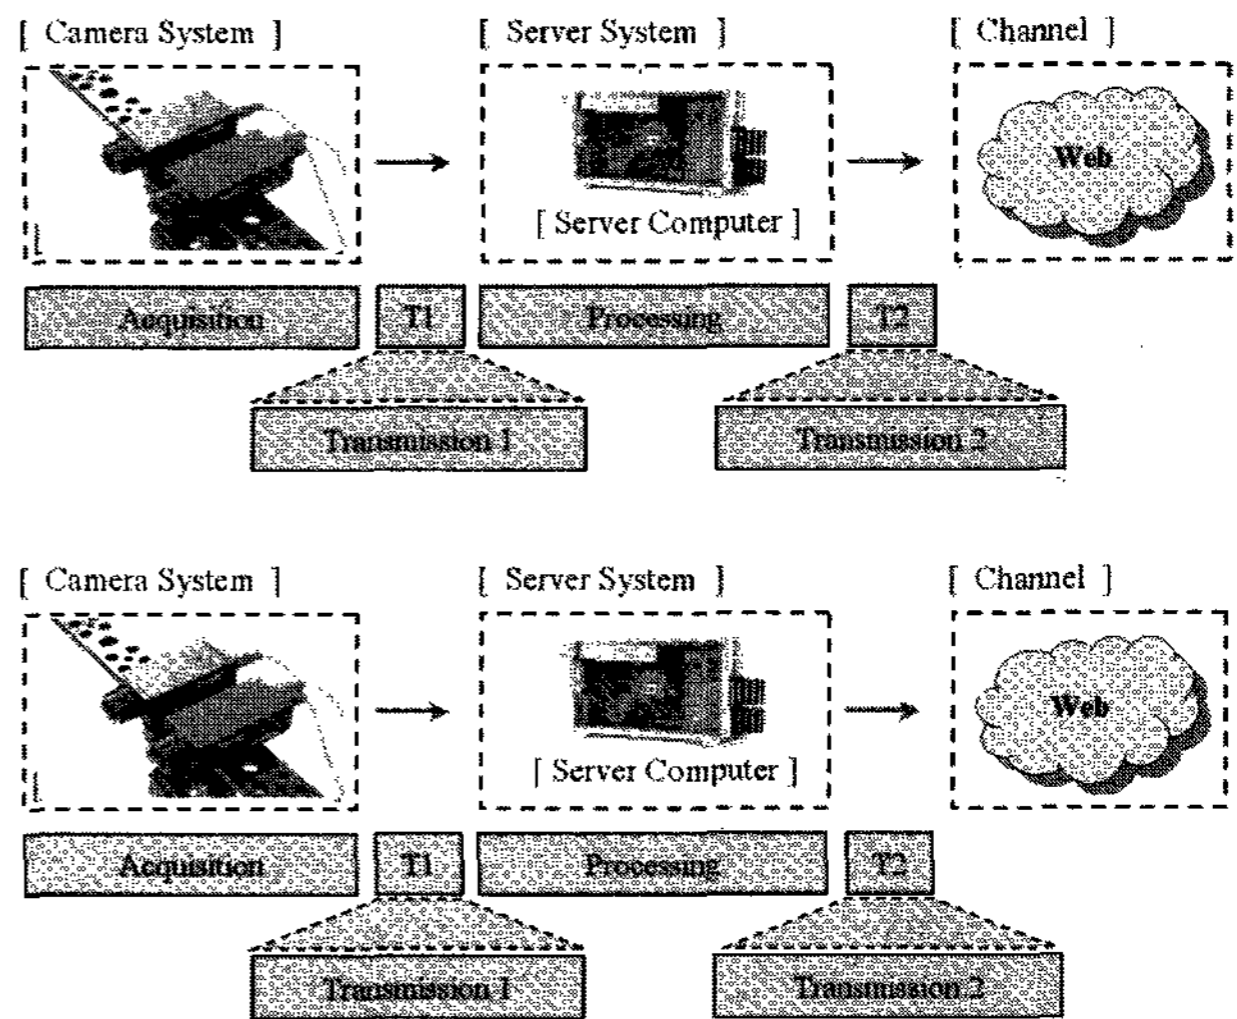 [ Camera System ] [ Server System ] [ Channel ]
Web
[ Server Computer ]
Acquisition T1 Processing T2
Transmission 1 Transmission 2
[ Camera System ] [ Server System ] [ Channel ]
Web
[ Server Computer ]
Acquisition T1 Processing T2
Transmission 1 Transmission 2